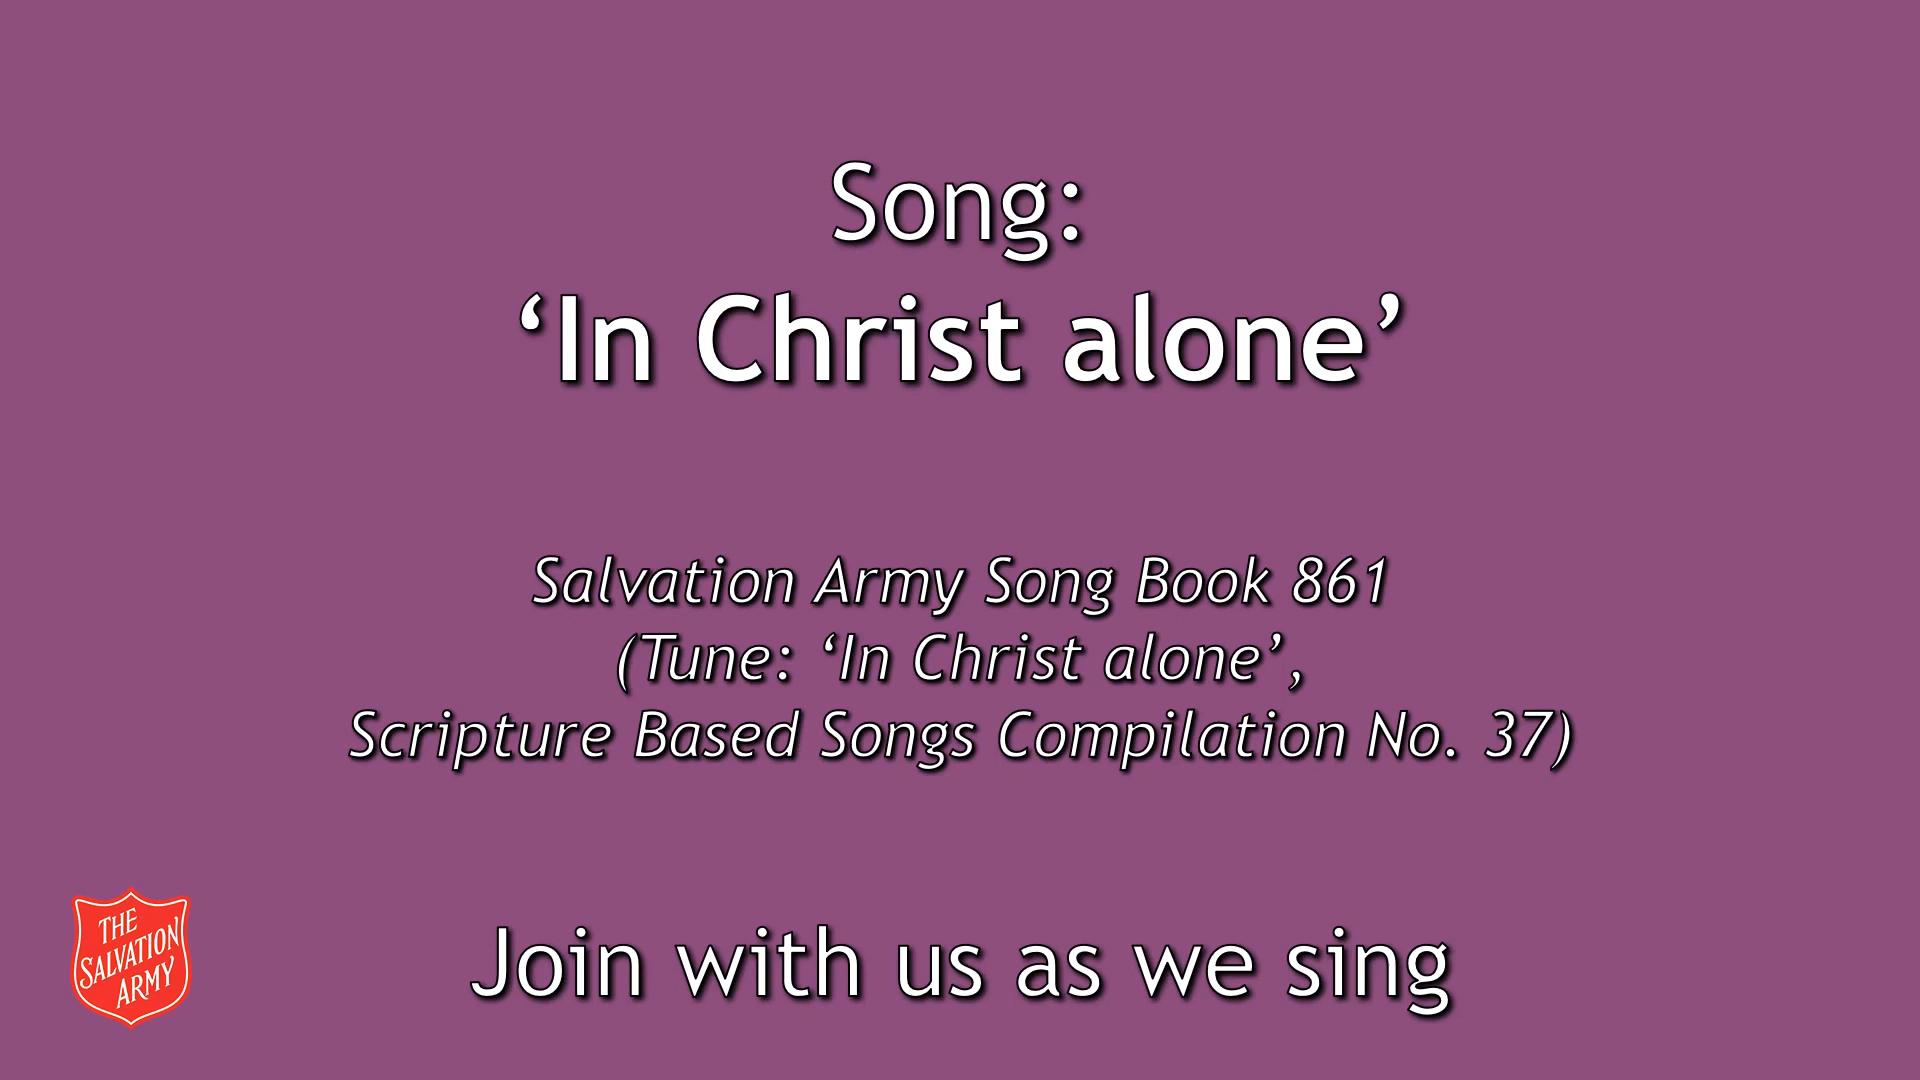 Song:
‘In Christ alone’
Salvation Army Song Book 861
(Tune: ‘In Christ alone’,
Scripture Based Songs Compilation No. 37)
THE
SALVATION
ARMY
Join with us as we sing